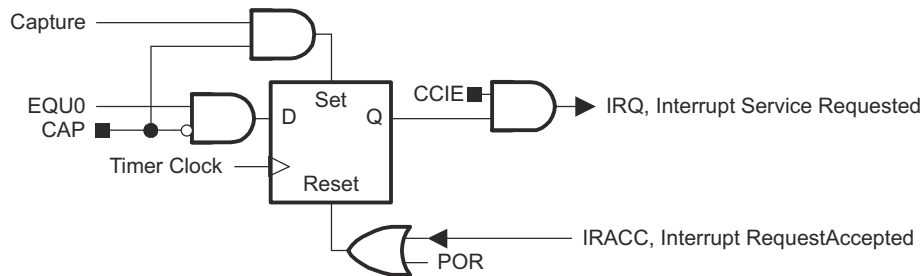 Capture
EQU0
CAP
Timer Clock
Set
D
Q
Reset
CCIE
IRQ, Interrupt Service Requested
IRACC, Interrupt RequestAccepted
POR